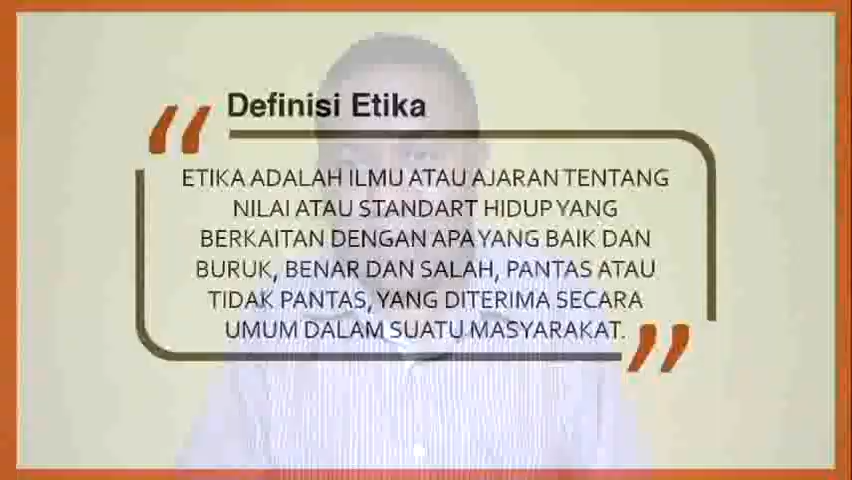 Definisi Etika
ETIKA ADALAH ILMU ATAU AJARAN TENTANG
NILAI ATAU STANDART HIDUP YANG
BERKAITAN DENGAN APA YANG BAIK DAN
BURUK, BENAR DAN SALAH, PANTAS ATAU
TIDAK PANTAS, YANG DITERIMA SECARA
UMUM DALAM SUATU MASYARAKAT.